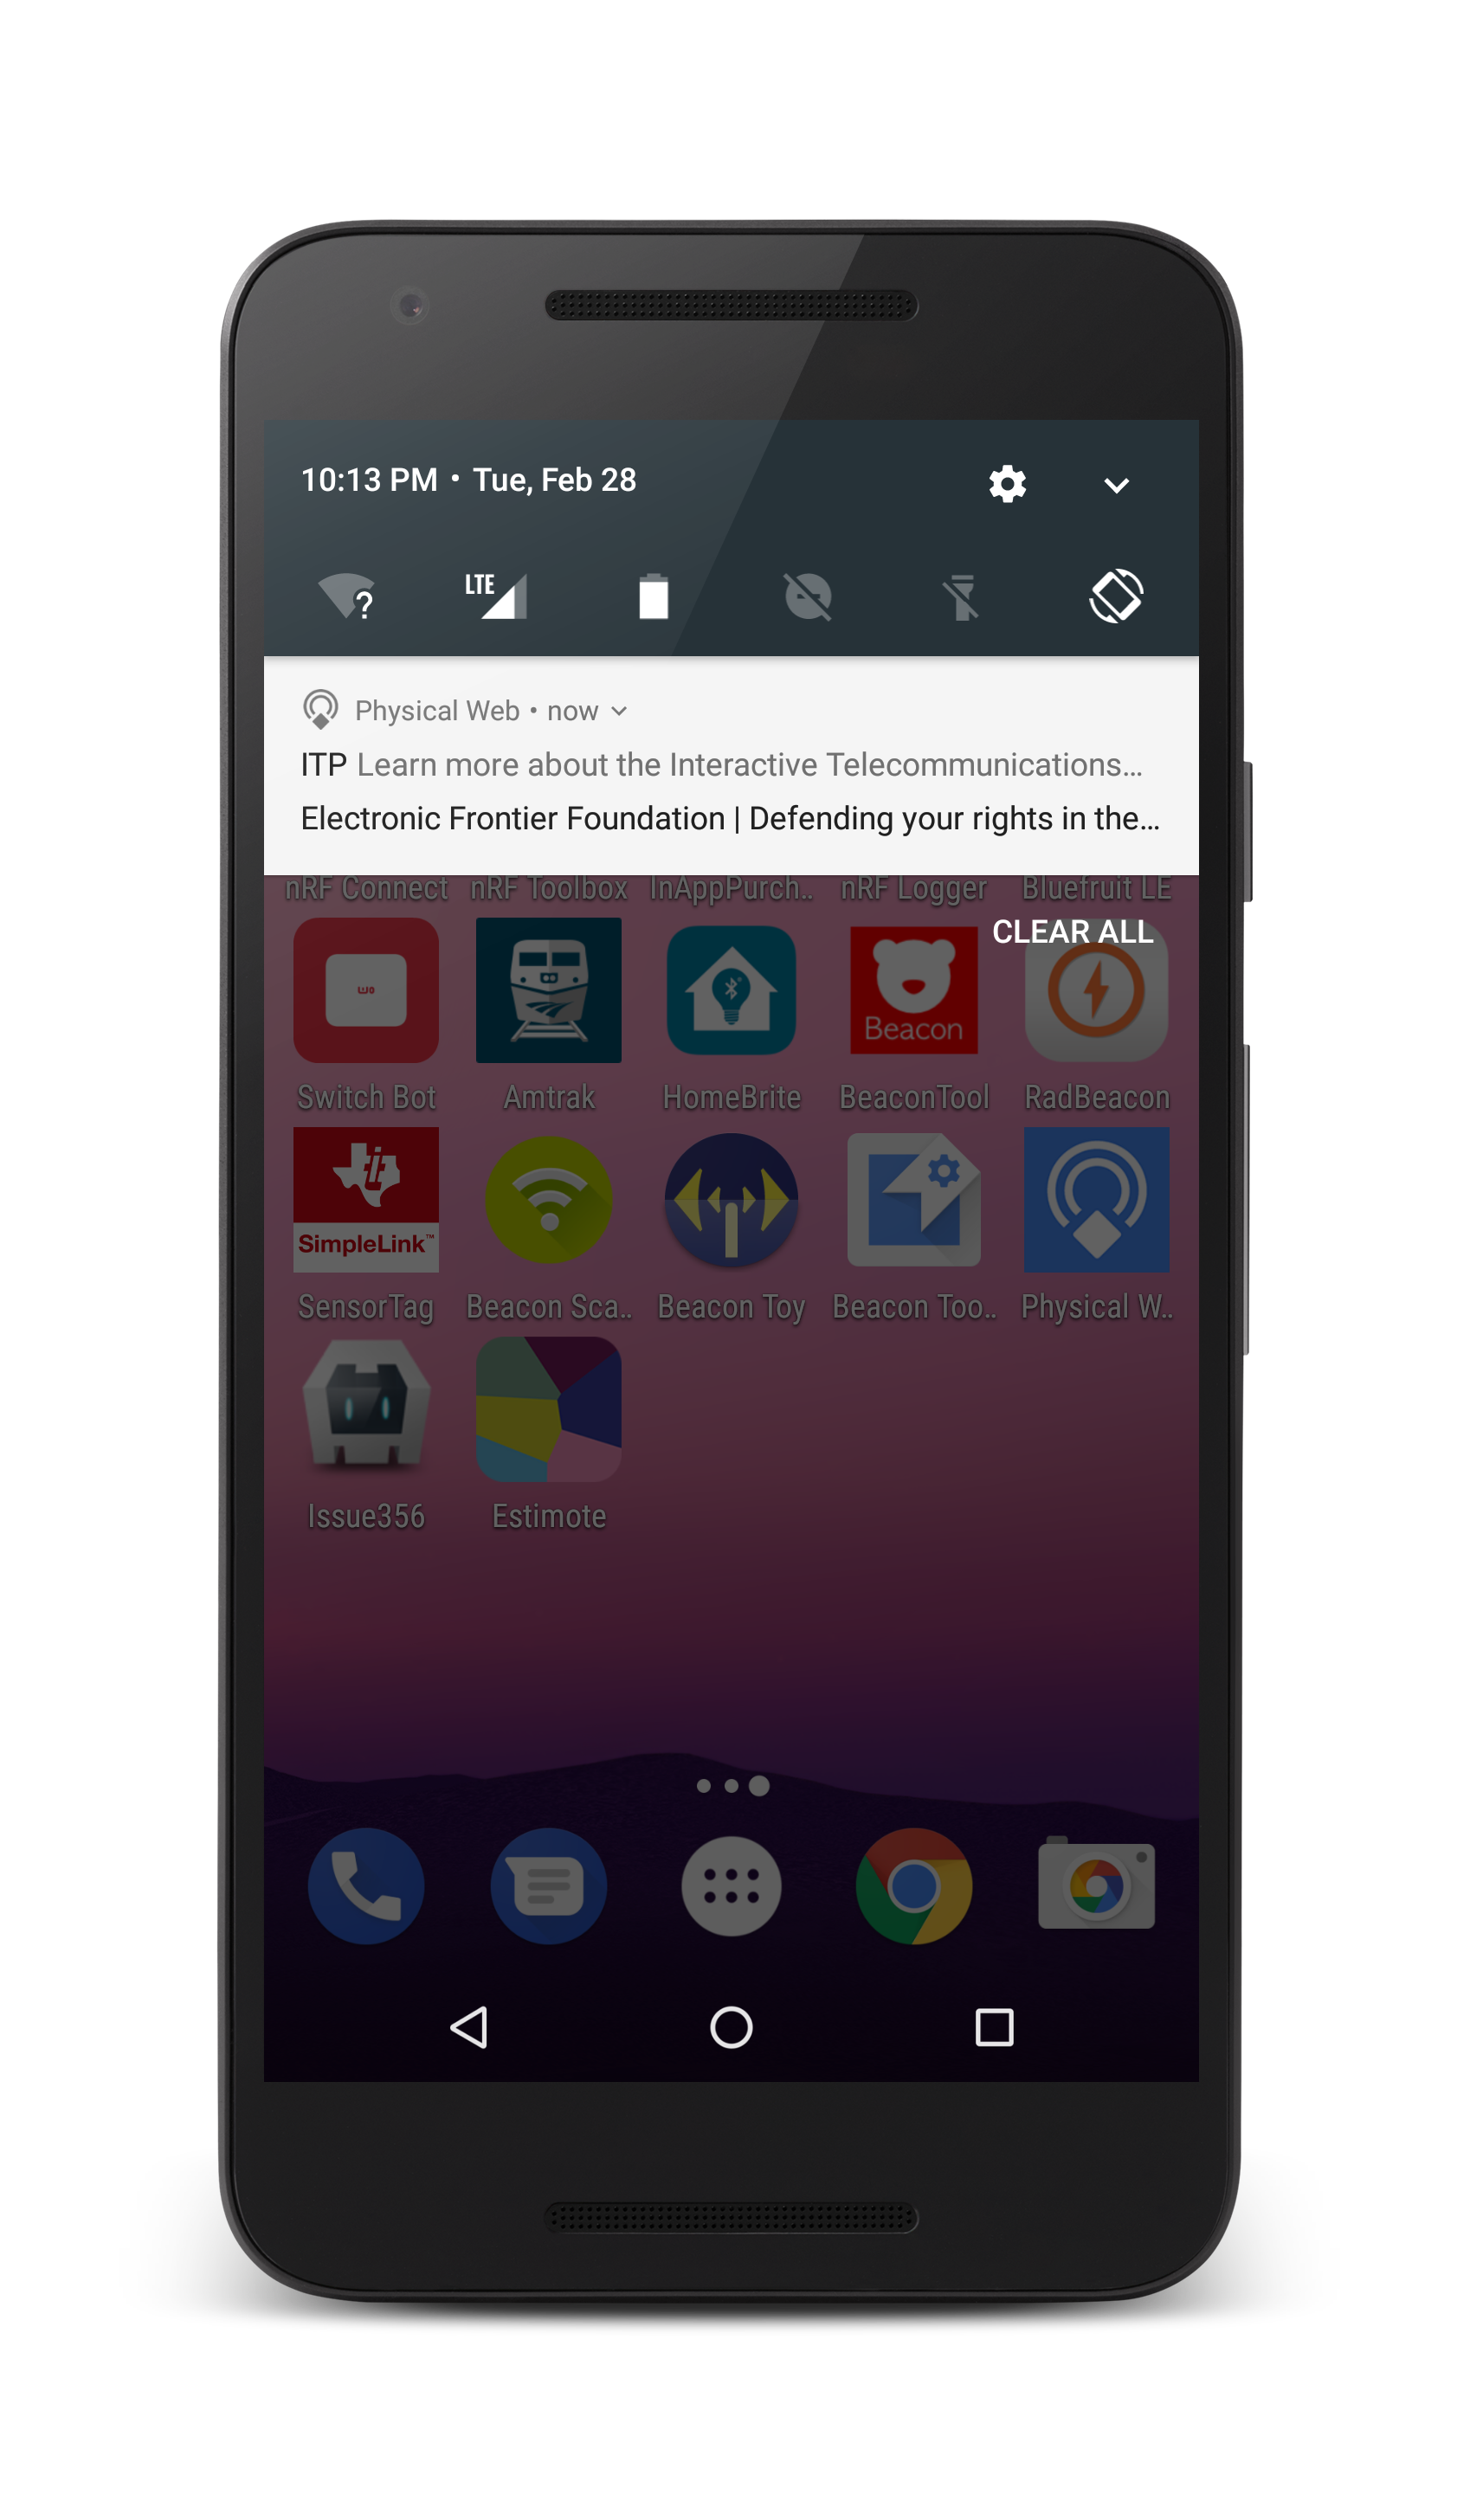 10:13 PM • Tue, Feb 28
LTE
?
Physical Web • now
ITP Learn more about the Interactive Telecommunications...
Electronic Frontier Foundation | Defending your rights in the...
nRF Connect nRF Toolbox InAppPurch.. nRF Logger Bluefruit LE
CLEAR ALL
Beacon
Switch Bot Amtrak HomeBrite BeaconTool RadBeacon
SimpleLink™
SensorTag Beacon Sca.. Beacon Toy Beacon Too.. Physical W..
Issue356 Estimote